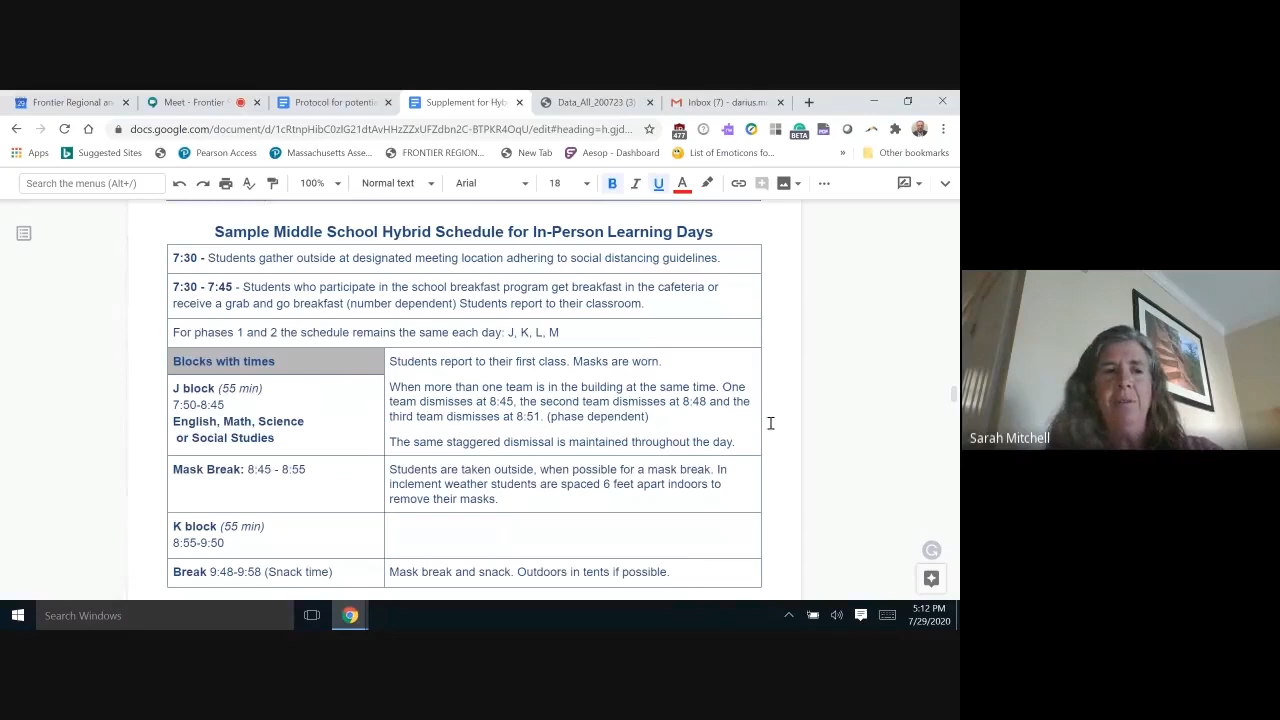 Frontier Regional an
Meet - Frontier
Protocol for potenti
Supplement for Hyb
Data_All_200723 (3)
Inbox (7) - darius.m
docs.google.com/document/d/1cRtnpHibC0zlG21dtAvHHzZZxUFZdbn2C-BTPKR4OqU/edit#heading=h.gjd...
477
BETA
Apps
Suggested Sites
Pearson Access
Massachusetts Asse...
FRONTIER REGION...
New Tab
Aesop - Dashboard
List of Emoticons fo...
»
Other bookmarks
Search the menus (Alt+/)
100%
Normal text
Arial
18
B I U A
Sample Middle School Hybrid Schedule for In-Person Learning Days
7:30 - Students gather outside at designated meeting location adhering to social distancing guidelines.
7:30 - 7:45 - Students who participate in the school breakfast program get breakfast in the cafeteria or
receive a grab and go breakfast (number dependent) Students report to their classroom.
For phases 1 and 2 the schedule remains the same each day: J, K, L, M
Blocks with times
Students report to their first class. Masks are worn.
J block (55 min)
7:50-8:45
English, Math, Science
or Social Studies
When more than one team is in the building at the same time. One
team dismisses at 8:45, the second team dismisses at 8:48 and the
third team dismisses at 8:51. (phase dependent)
The same staggered dismissal is maintained throughout the day.
Mask Break: 8:45 - 8:55
Students are taken outside, when possible for a mask break. In
inclement weather students are spaced 6 feet apart indoors to
remove their masks.
K block (55 min)
8:55-9:50
Break 9:48-9:58 (Snack time)
Mask break and snack. Outdoors in tents if possible.
Sarah Mitchell
Search Windows
5:12 PM
7/29/2020